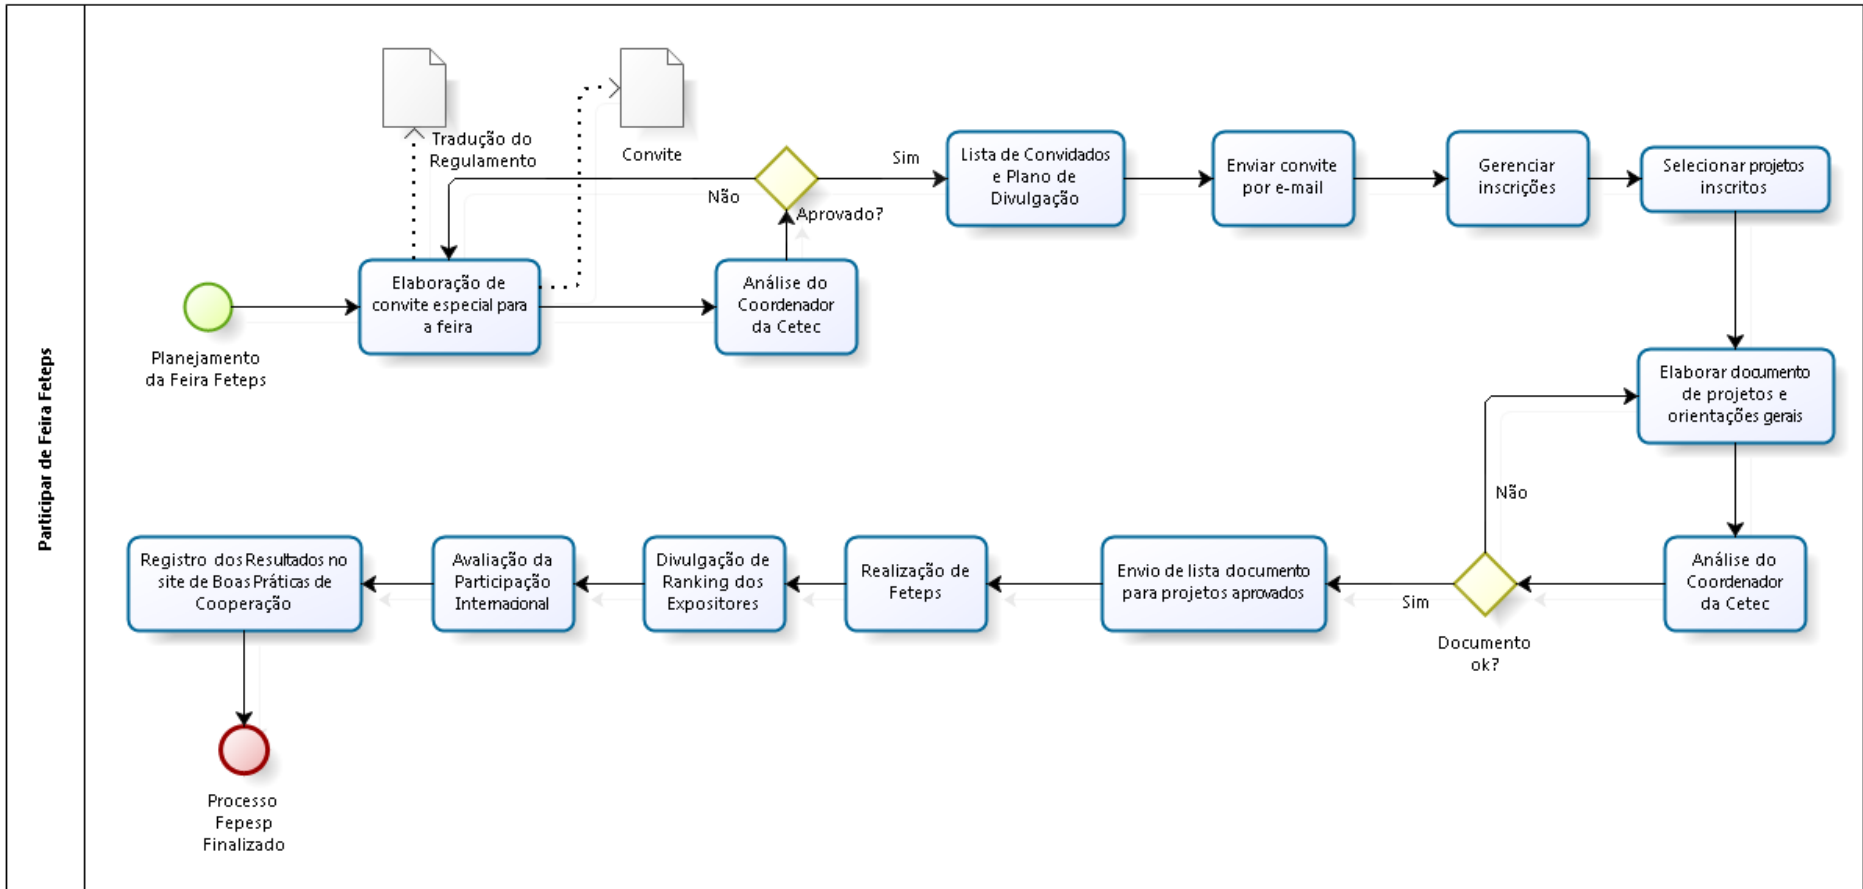 Participar de Feira Feteps
Tradução do
Regulamento
Convite
Não
Aprovado?
Sim
Lista de Convidados
e Plano de
Divulgação
Enviar convite
por e-mail
Gerenciar
inscrições
Selecionar projetos
inscritos
Planejamento
da Feira Feteps
Elaboração de
convite especial para
a feira
Análise do
Coordenador
da Cetec
Elaborar documento
de projetos e
orientações gerais
Não
Análise do
Coordenador
da Cetec
Documento
ok?
Sim
Envio de lista documento
para projetos aprovados
Realização de
Feteps
Divulgação de
Ranking dos
Expositores
Avaliação da
Participação
Internacional
Registro dos Resultados no
site de Boas Práticas de
Cooperação
Processo
Fepesp
Finalizado